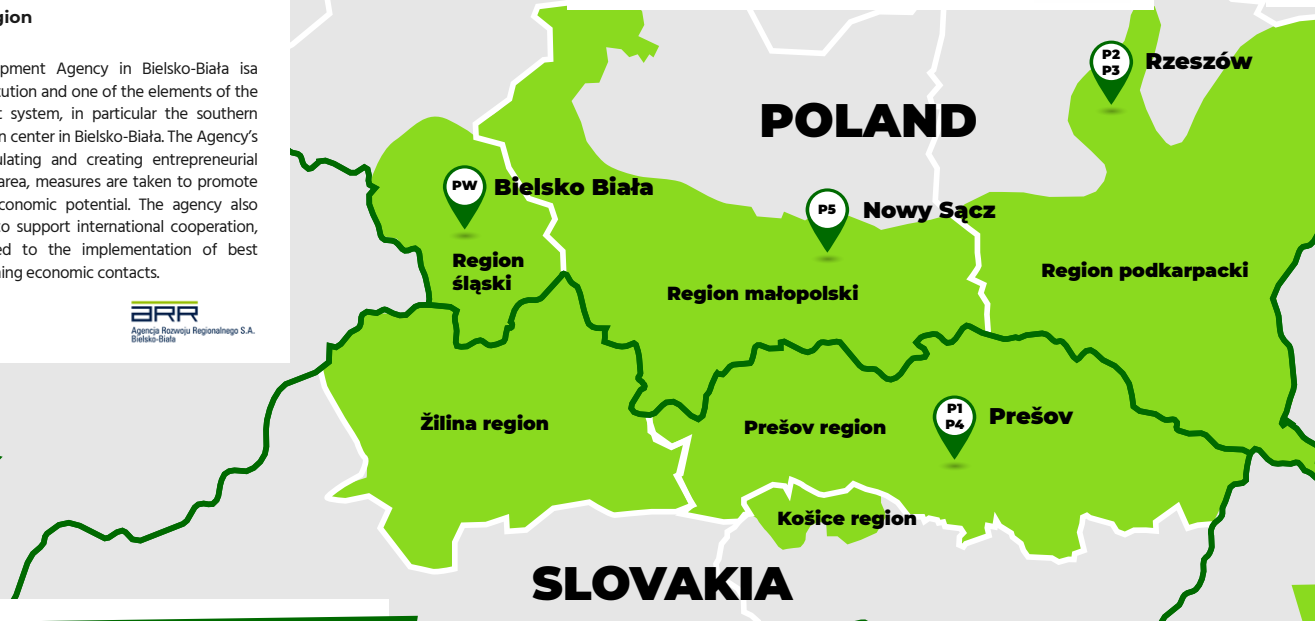 gion
pment Agency in Bielsko-Biała isa
tution and one of the elements of the
t system, in particular the southern
n center in Bielsko-Biała. The Agency's
ulating and creating entrepreneurial
area, measures are taken to promote
economic potential. The agency also
to support international cooperation,
ed to the implementation of best
ning economic contacts.
ARR
Agencja Rozwoju Regionalnego S.A.
Bielsko-Biała
P2
P3
Rzeszów
POLAND
PW
Bielsko Biała
P5
Nowy Sącz
Region
śląski
Region małopolski
Region podkarpacki
Žilina region
Prešov region
P1
P4
Prešov
Košice region
SLOVAKIA